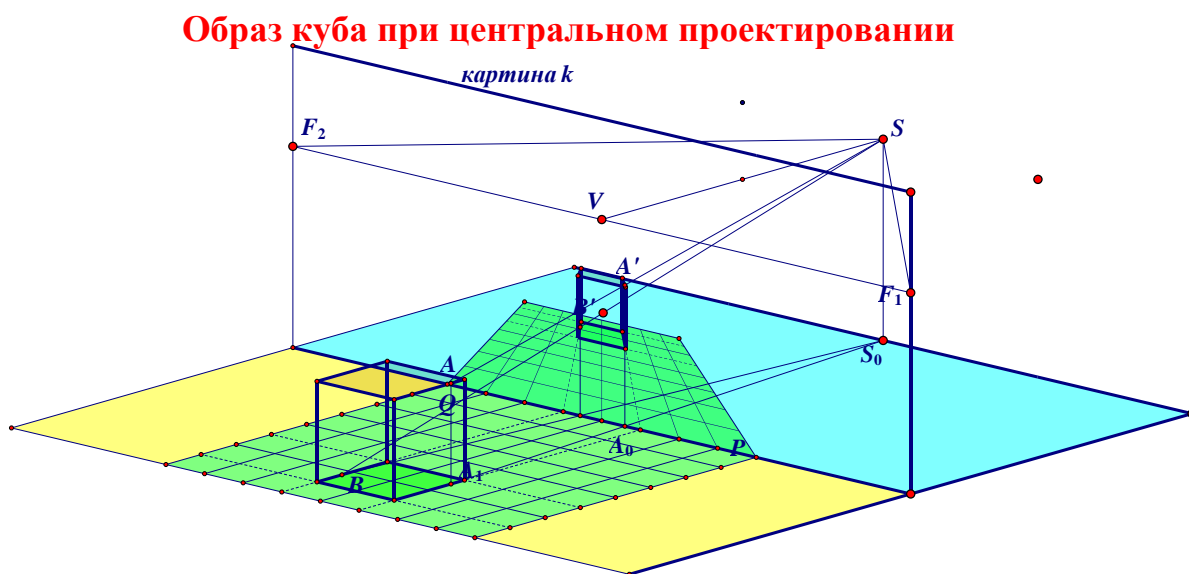 Образ куба при центральном проектировании
картина k
F₂
S
V
A′
B′
F₁
S₀
A
Q
A₀
P
A₁
B